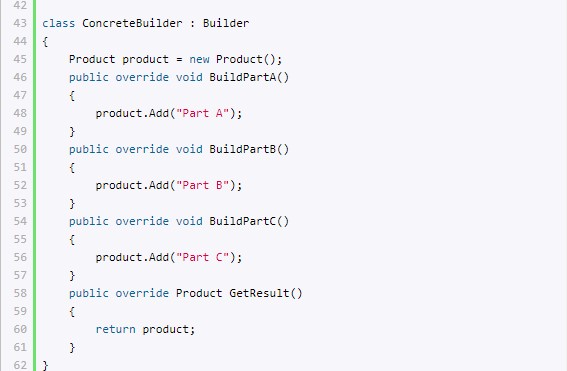 42
43 class ConcreteBuilder : Builder
44 {
45     Product product = new Product();
46     public override void BuildPartA()
47     {
48         product.Add("Part A");
49     }
50     public override void BuildPartB()
51     {
52         product.Add("Part B");
53     }
54     public override void BuildPartC()
55     {
56         product.Add("Part C");
57     }
58     public override Product GetResult()
59     {
60         return product;
61     }
62 }